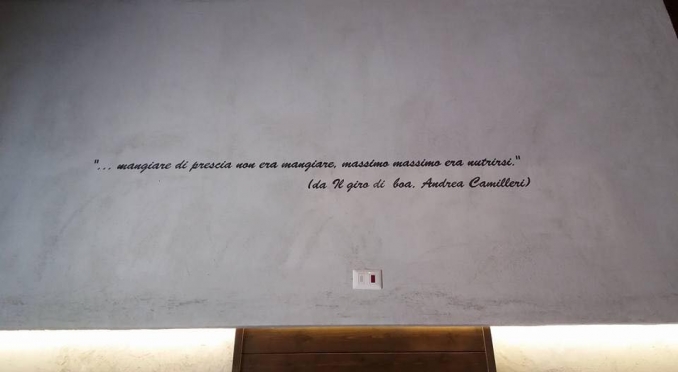 "... mangiare di prescia non era mangiare, massimo massimo era nutrirsi."
(da Il giro di boa. Andrea Camilleri)